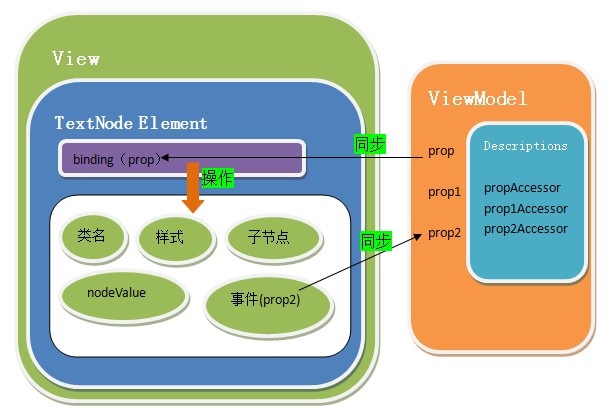 View
TextNode Element
binding（prop）
操作
类名
样式
子节点
nodeValue
事件(prop2)
同步
同步
ViewModel
prop
prop1
prop2
Descriptions
propAccessor
prop1Accessor
prop2Accessor